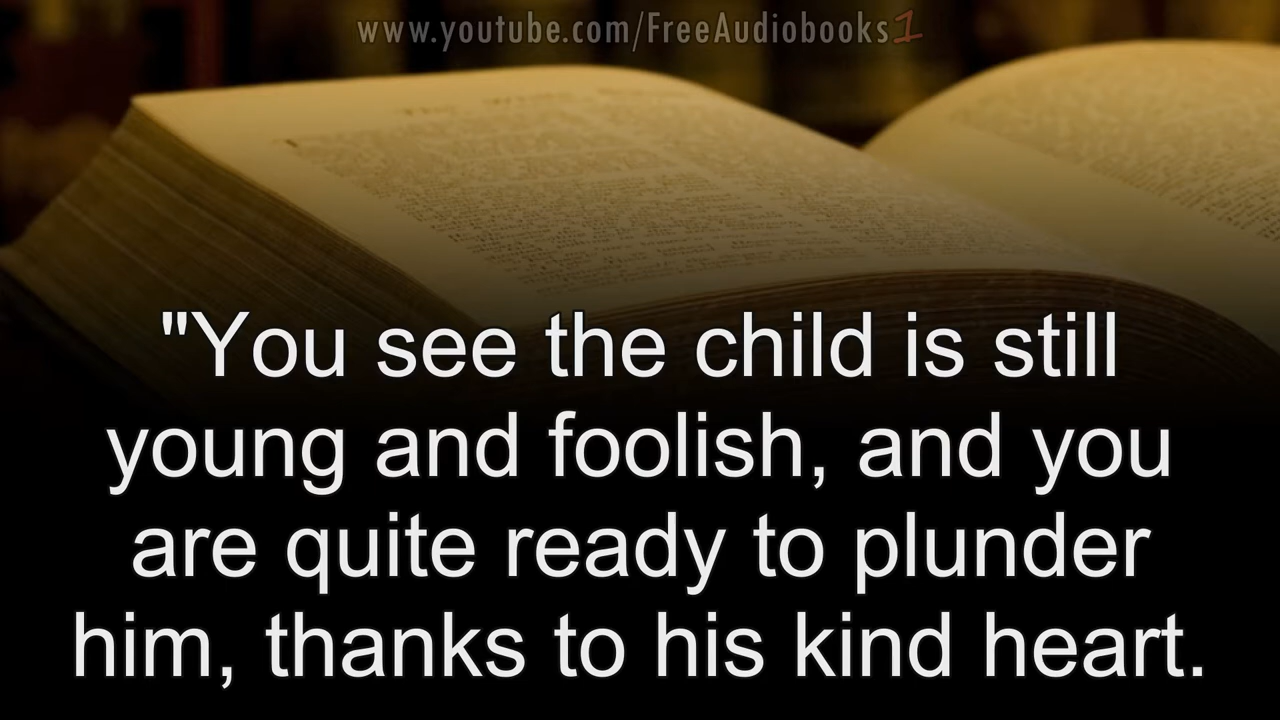 www.youtube.com/FreeAudiobooks1
"You see the child is still
young and foolish, and you
are quite ready to plunder
him, thanks to his kind heart.